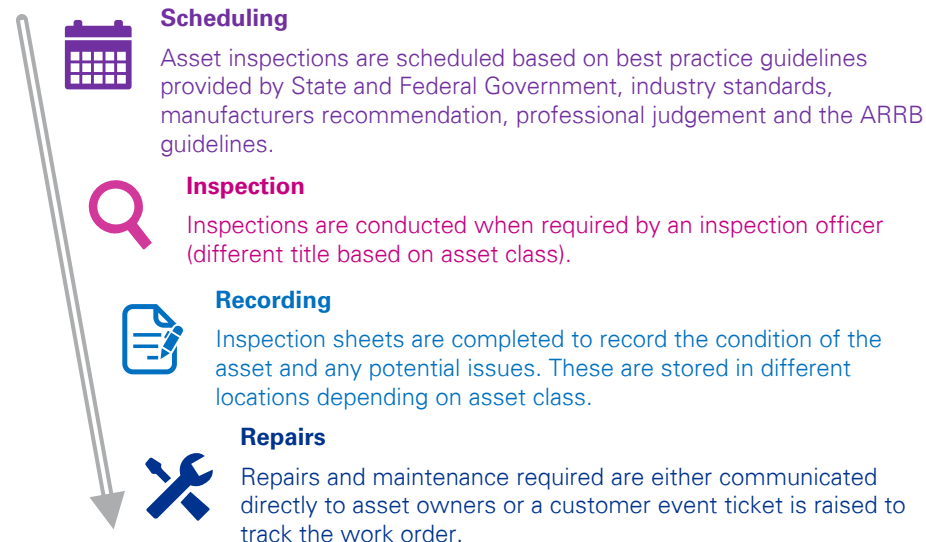 Scheduling
Asset inspections are scheduled based on best practice guidelines
provided by State and Federal Government, industry standards,
manufacturers recommendation, professional judgement and the ARRB
guidelines.
Inspection
Inspections are conducted when required by an inspection officer
(different title based on asset class).
Recording
Inspection sheets are completed to record the condition of the
asset and any potential issues. These are stored in different
locations depending on asset class.
Repairs
Repairs and maintenance required are either communicated
directly to asset owners or a customer event ticket is raised to
track the work order.